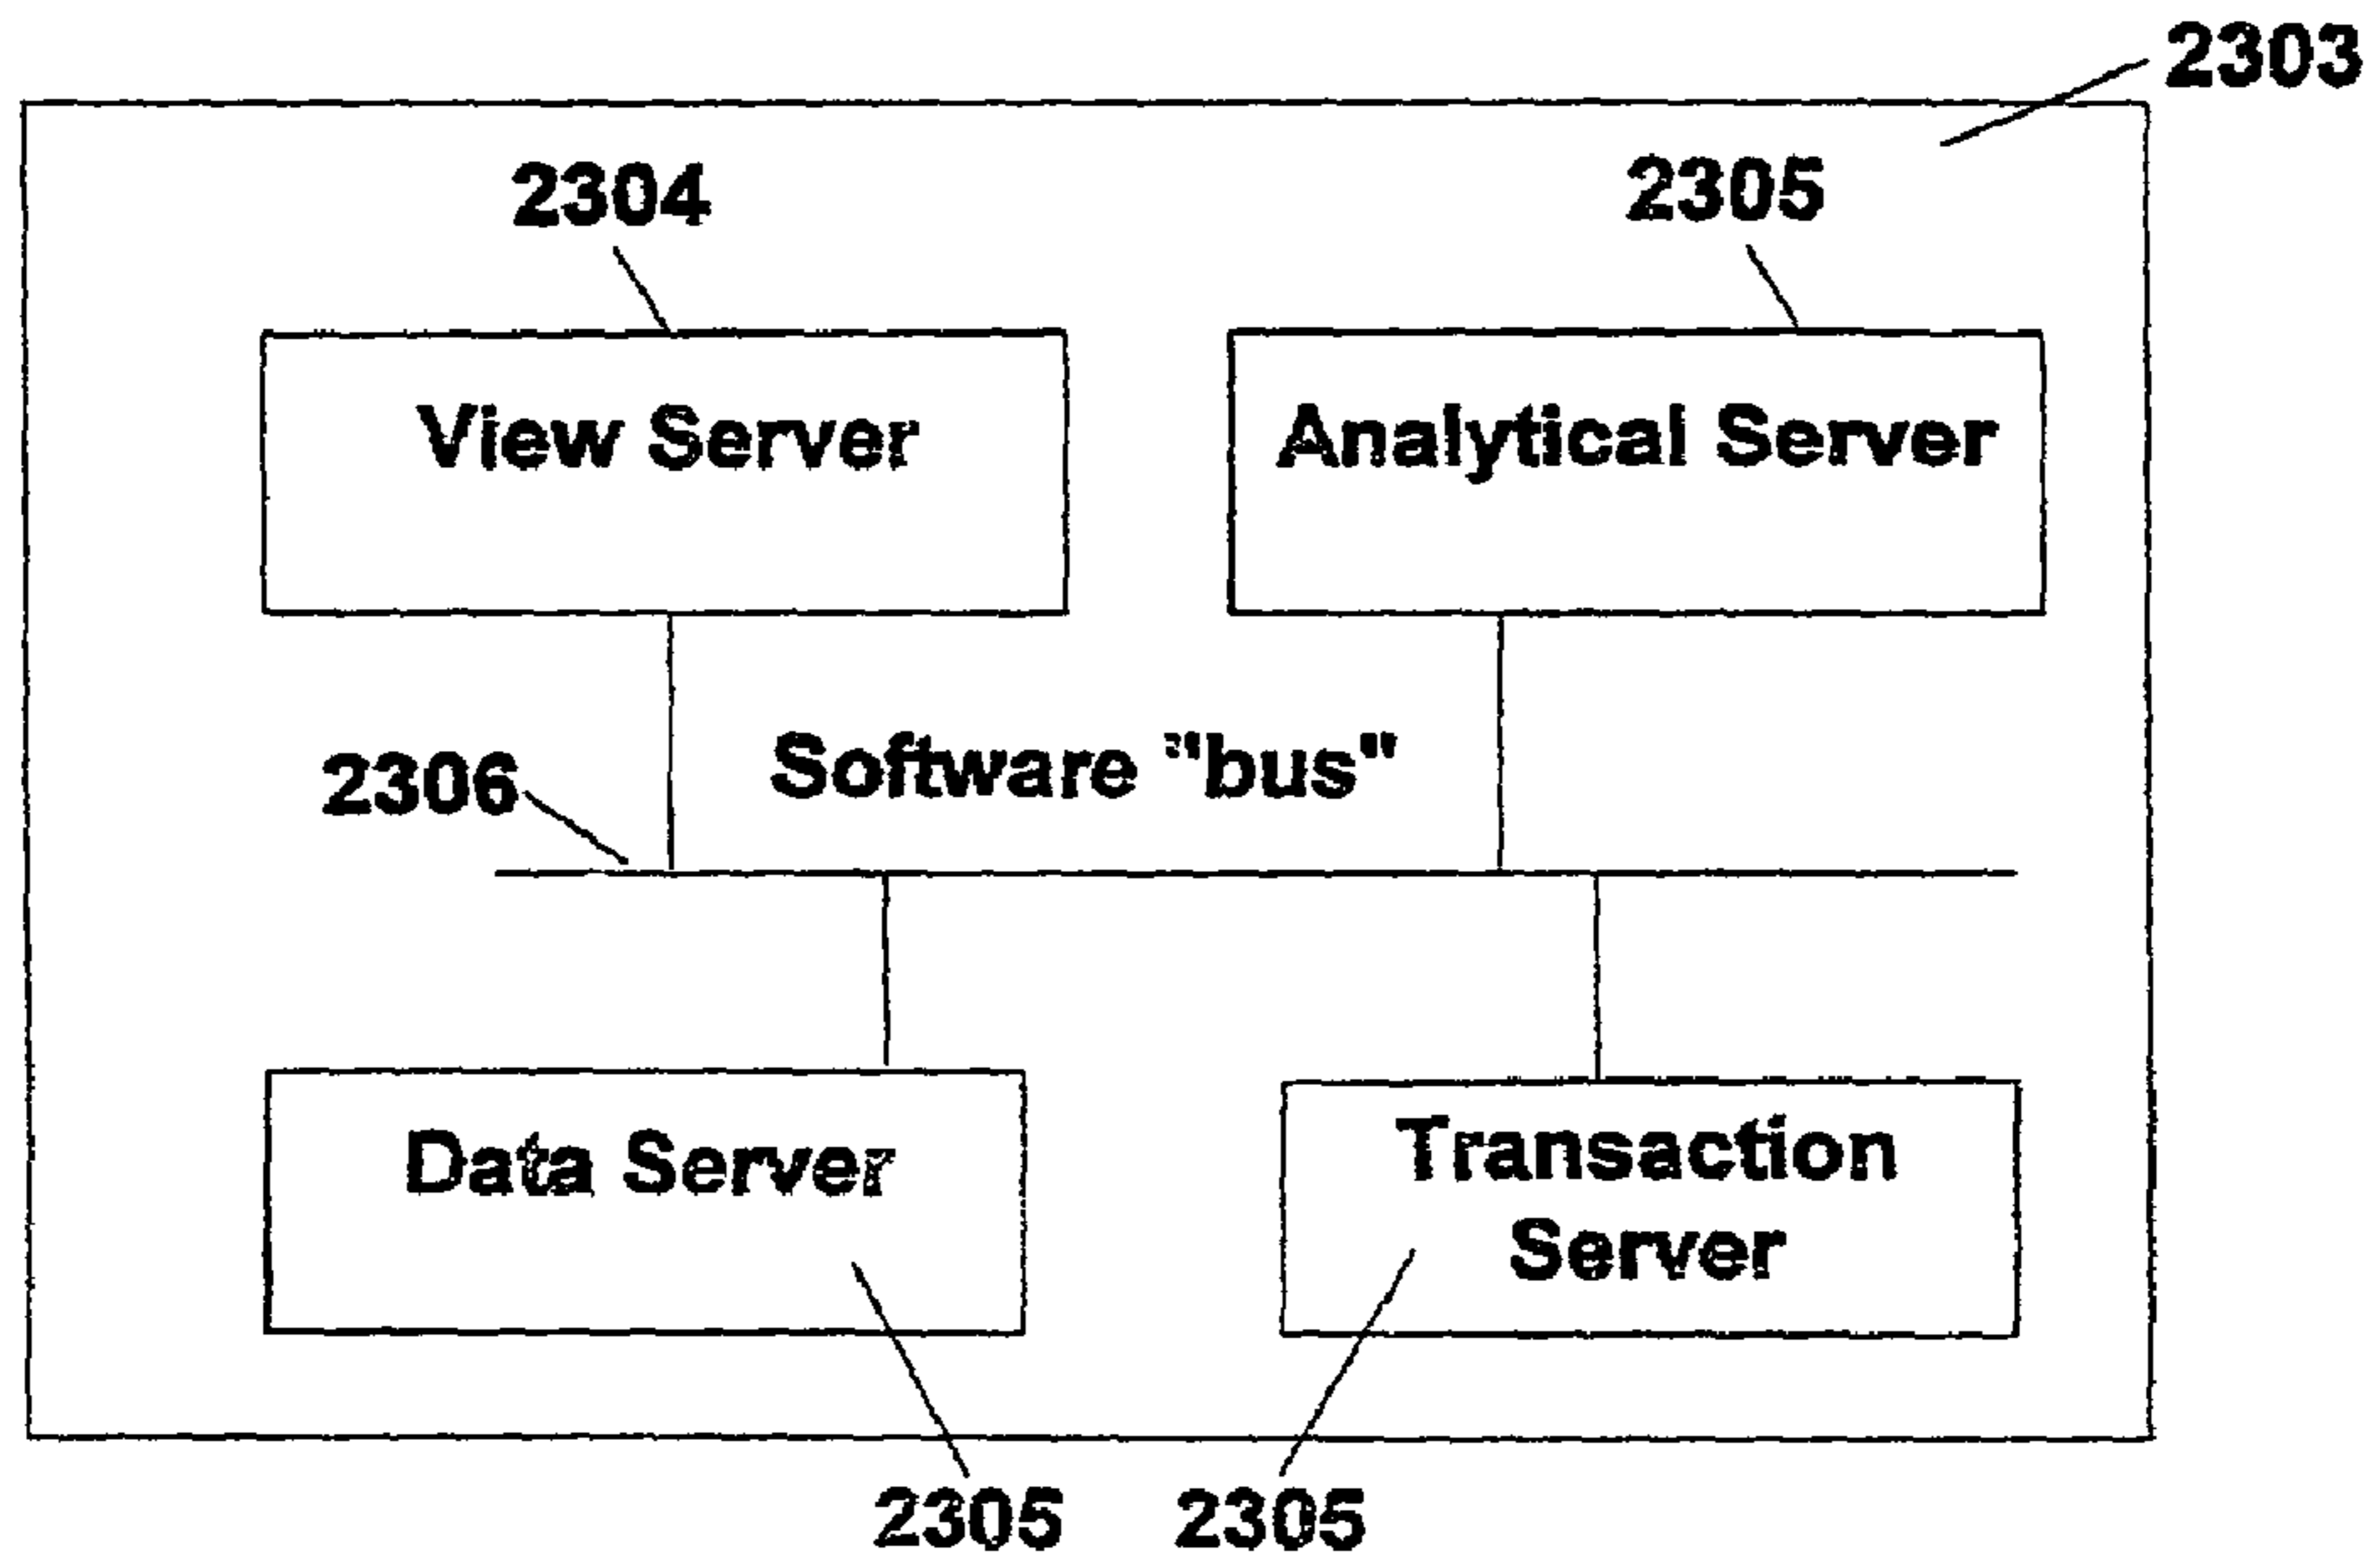 2303
2304
2305
View Server
Analytical Server
Software "bus"
2306
Data Server
Transaction
Server
2305
2305